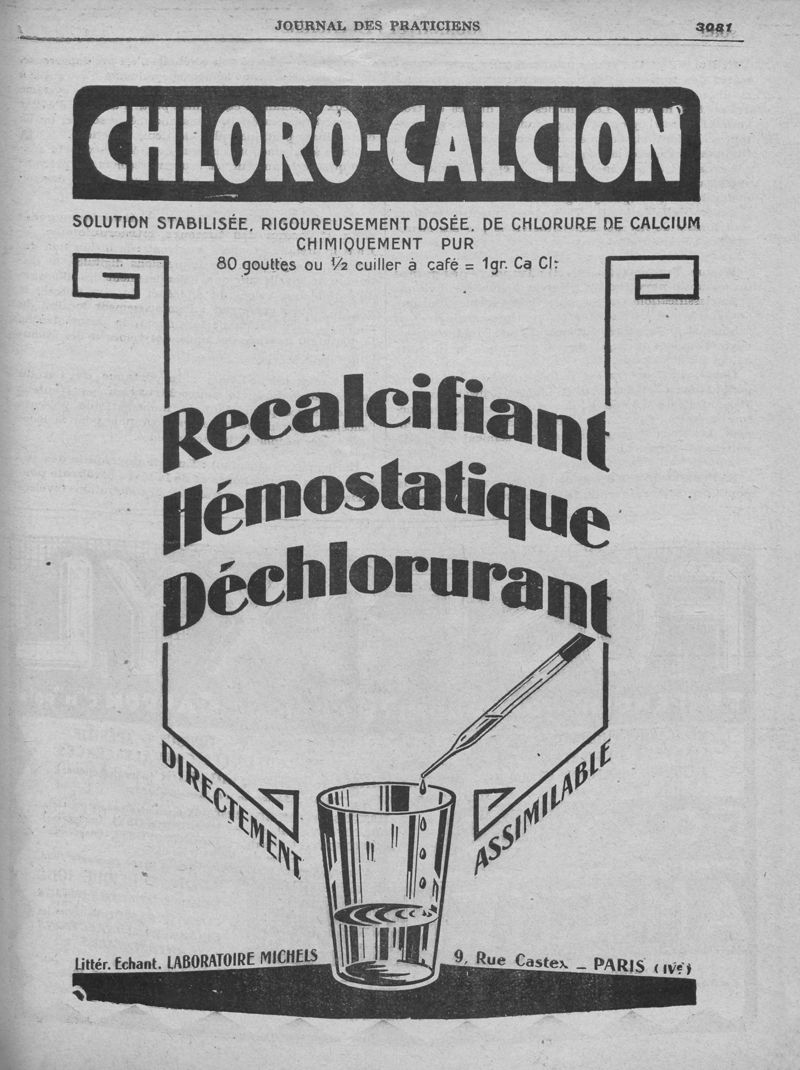 JOURNAL DES PRATICIENS 3081
CHLORO-CALCION
SOLUTION STABILISÉE, RIGOUREUSEMENT DOSÉE, DE CHLORURE DE CALCIUM
CHIMIQUEMENT PUR
80 gouttes ou 1/2 cuiller à café = 1gr. Ca Cl²
Recalcifiant
Hémostatique
Déchlorurant
DIRECTEMENT
ASSIMILABLE
Littér. Echant. LABORATOIRE MICHELS 9, Rue Castex – PARIS (IVe)